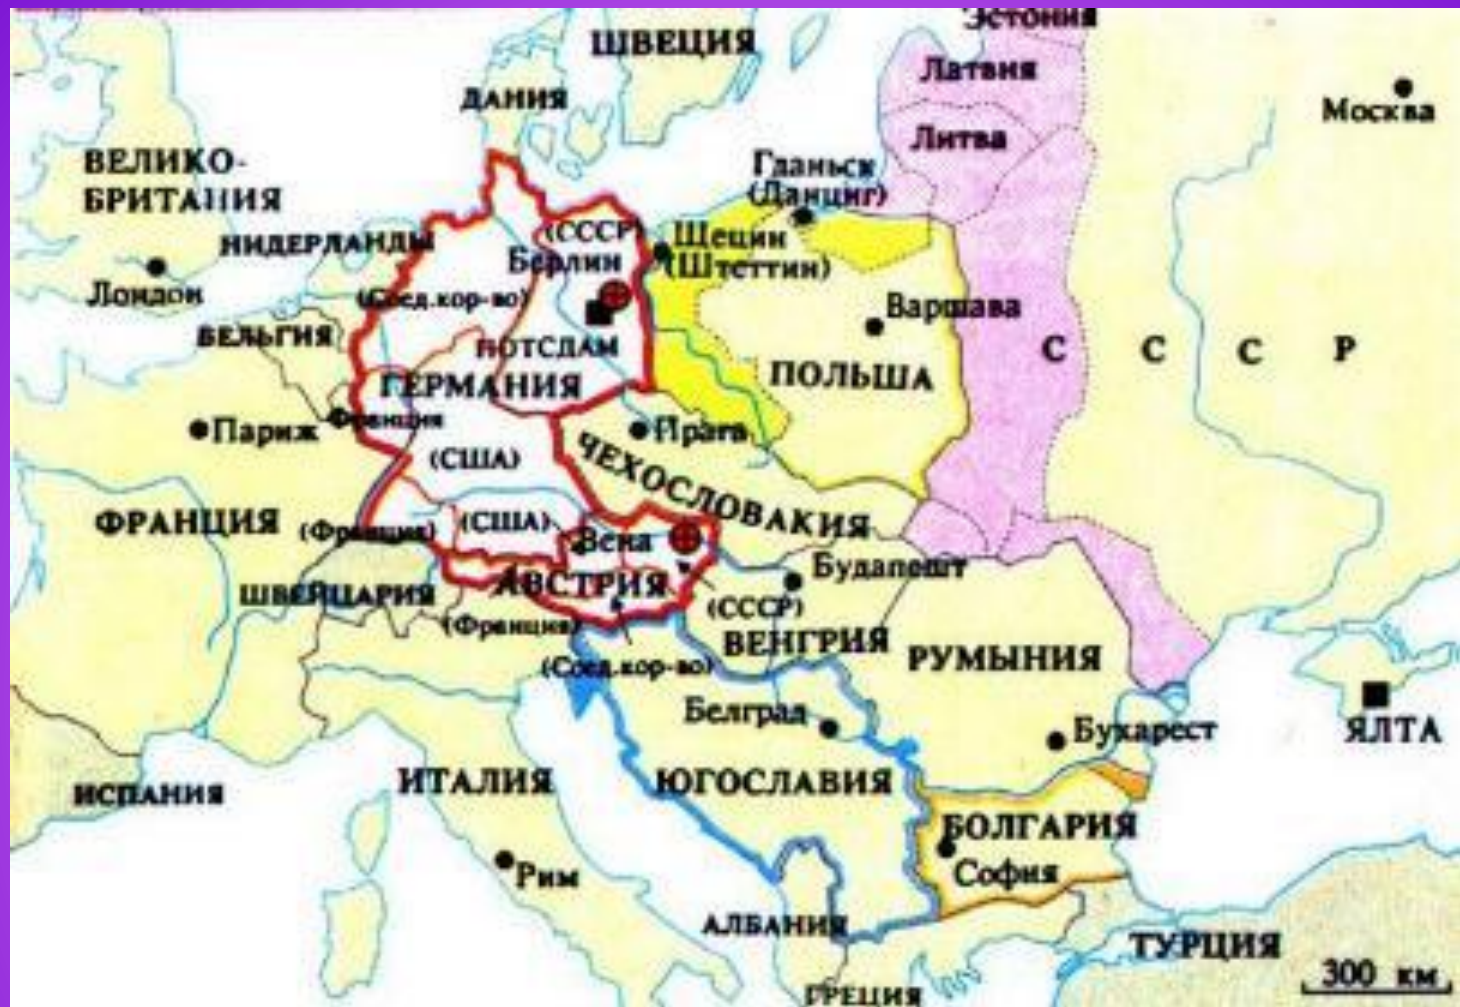 Эстония
ШВЕЦИЯ
Латвия
ДАНИЯ
Москва
Литва
ВЕЛИКО-
БРИТАНИЯ
Гданьск
(Данциг)
НИДЕРЛАНДЫ
(СССР)
Щецин
Берлин
(Штеттин)
Лондон
(Соед.кор-во)
Варшава
БЕЛЬГИЯ
ПОТСДАМ
С С С Р
ГЕРМАНИЯ
ПОЛЬША
Франция
Париж
Прага
(США)
ЧЕХОСЛОВАКИЯ
ФРАНЦИЯ
(Франция)
(США)
Вена
Будапешт
ШВЕЙЦАРИЯ
АВСТРИЯ
(СССР)
(Франция)
ВЕНГРИЯ
РУМЫНИЯ
(Соед.кор-во)
Белград
Бухарест
ЯЛТА
ИСПАНИЯ
ИТАЛИЯ
ЮГОСЛАВИЯ
БОЛГАРИЯ
Рим
София
АЛБАНИЯ
ТУРЦИЯ
300 км
ГРЕЦИЯ